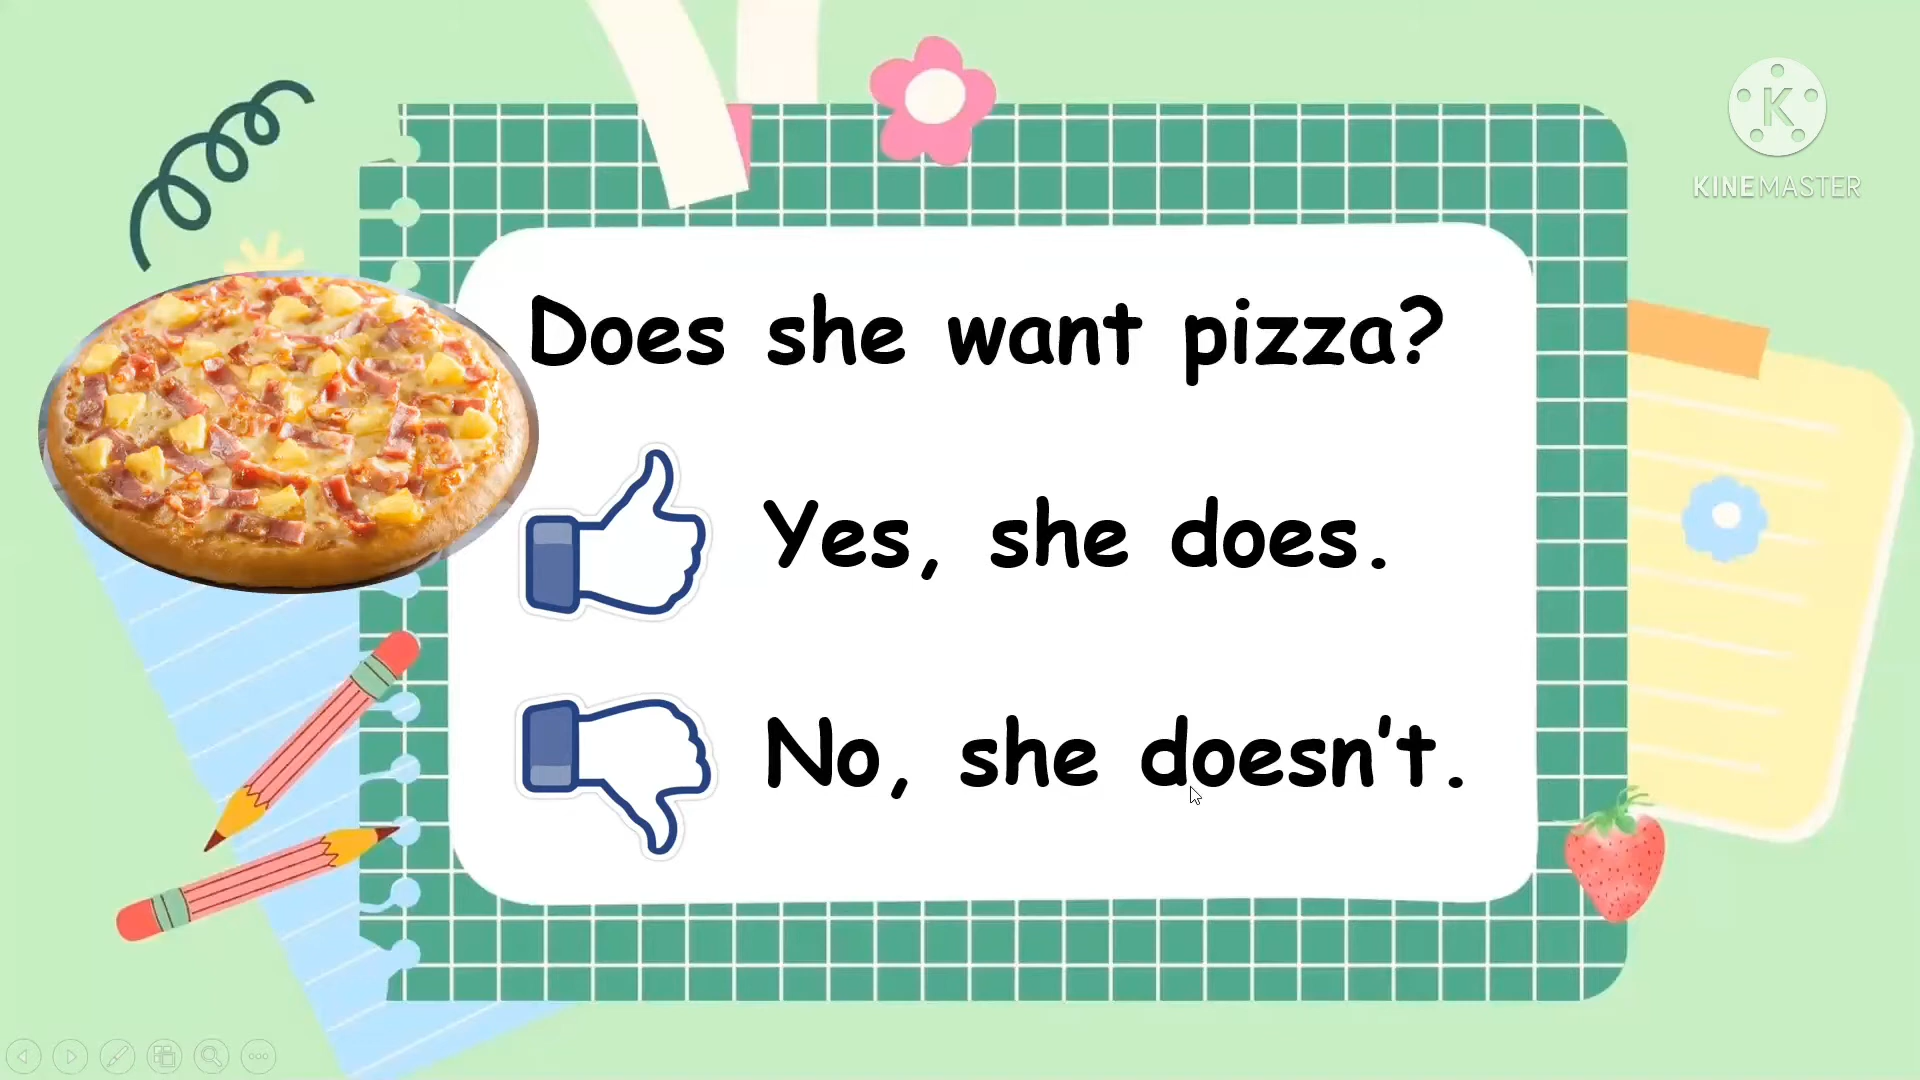 K
KINEMASTER
Does she want pizza?
Yes, she does.
No, she doesn't.